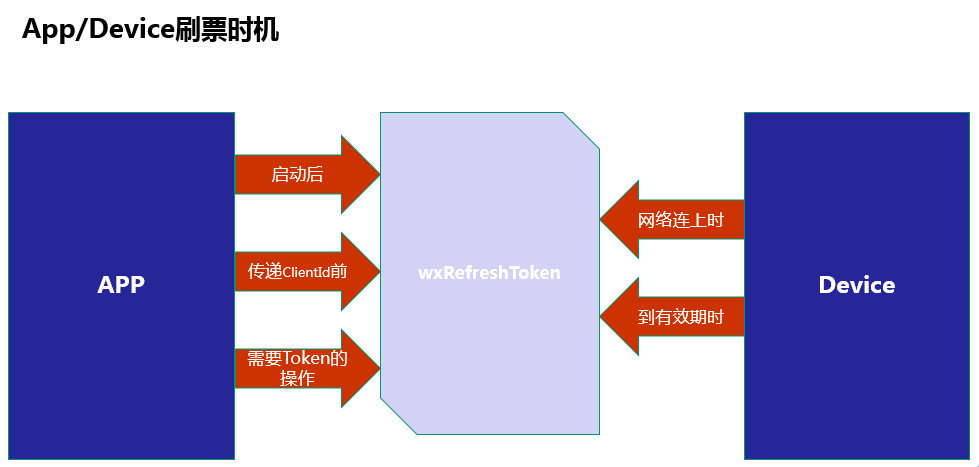 App/Device刷票时机
APP
启动后
传递ClientId前
需要Token的
操作
wxRefreshToken
网络连上时
到有效期时
Device